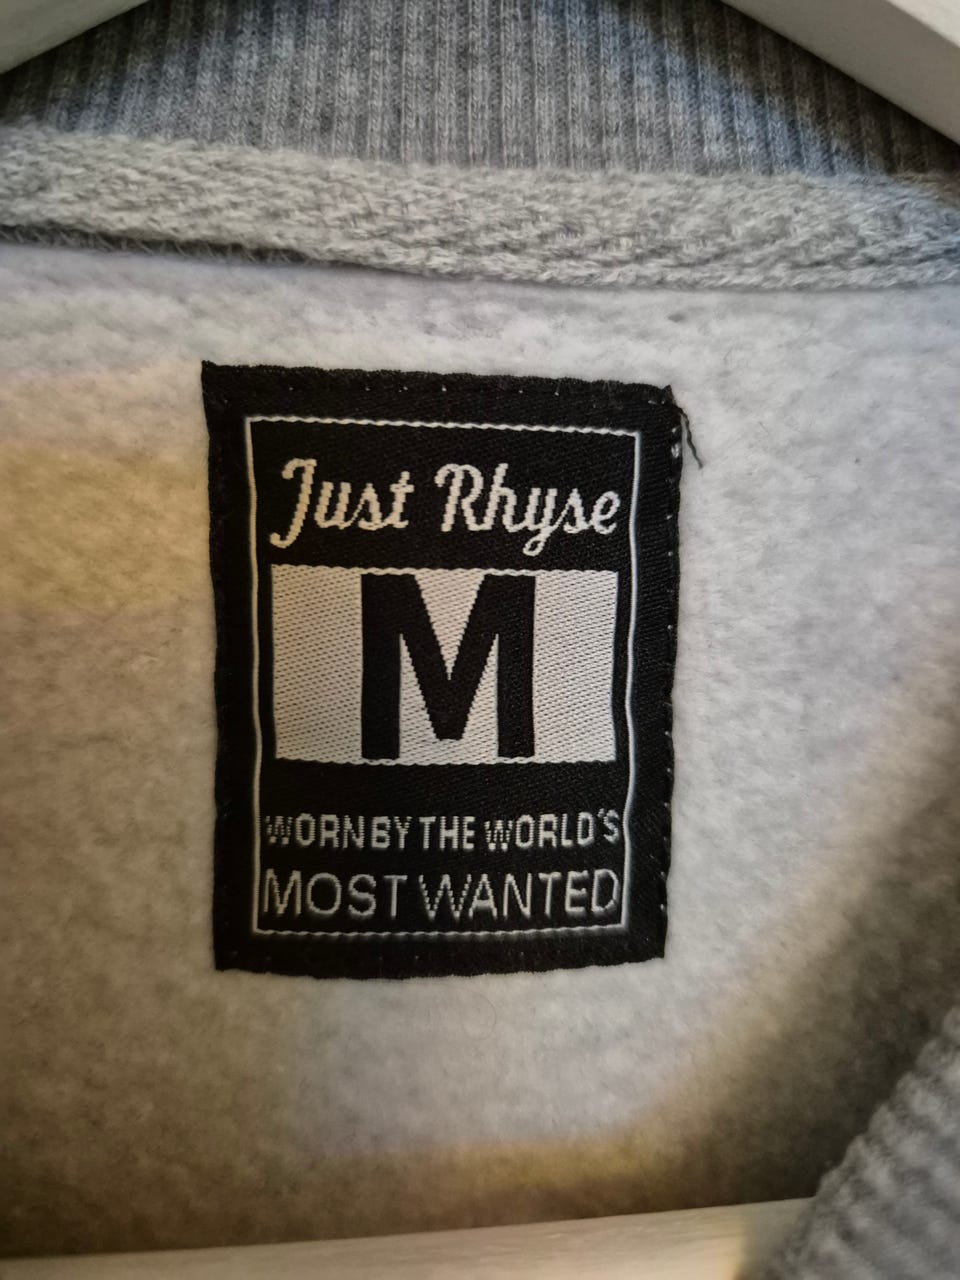 Just Rhyse
M
WORN BY THE WORLD'S
MOST WANTED